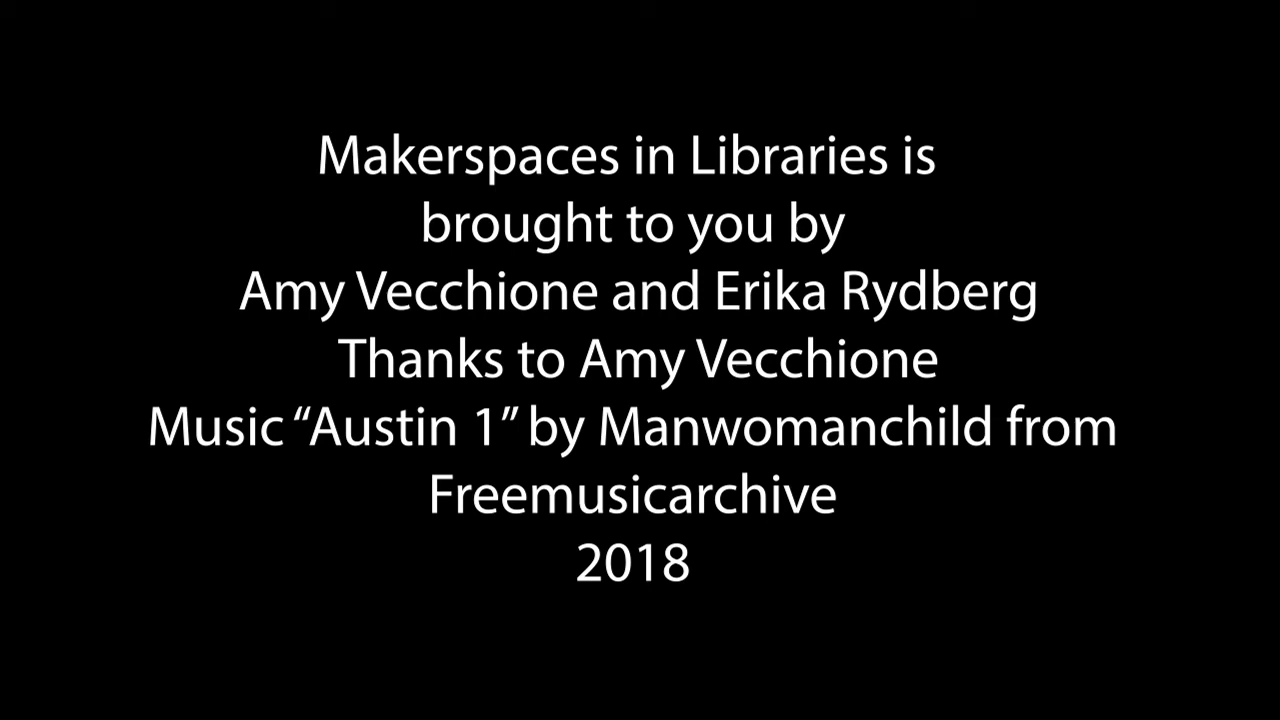 Makerspaces in Libraries is
brought to you by
Amy Vecchione and Erika Rydberg
Thanks to Amy Vecchione
Music “Austin 1” by Manwomanchild from
Freemusicarchive
2018